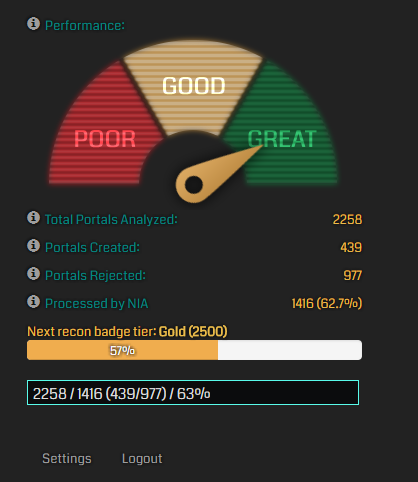 Performance:
GOOD
POOR
GREAT
Total Portals Analyzed: 2258
Portals Created: 439
Portals Rejected: 977
Processed by NIA 1416 (62.7%)
Next recon badge tier: Gold (2500)
57%
2258 / 1416 (439/977) / 63%
Settings Logout